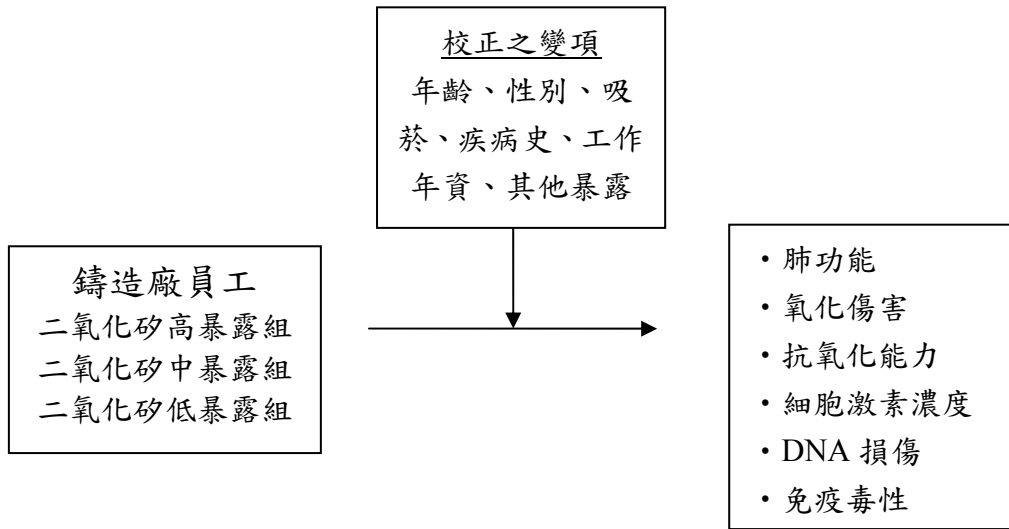 校正之變項
年齡、性別、吸
菸、疾病史、工作
年資、其他暴露
鑄造廠員工
二氧化矽高暴露組
二氧化矽中暴露組
二氧化矽低暴露組
・肺功能
・氧化傷害
・抗氧化能力
・細胞激素濃度
・DNA 損傷
・免疫毒性